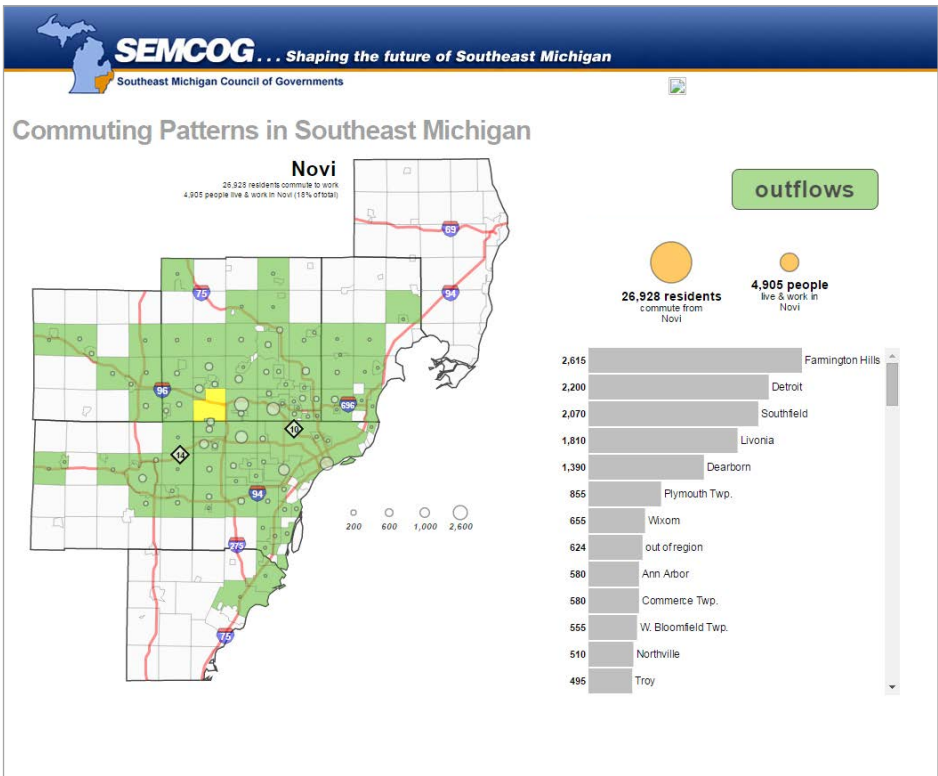 SEMCOG . . . Shaping the future of Southeast Michigan
Southeast Michigan Council of Governments
Commuting Patterns in Southeast Michigan
Novi
26,928 residents commute to work
4,905 people live & work in Novi (18% of total)
outflows
69
75
94
96
696
10
14
94
275
75
200
600
1,000
2,600
26,928 residents
commute from
Novi
4,905 people
live & work in
Novi
2,615 Farmington Hills
2,200 Detroit
2,070 Southfield
1,810 Livonia
1,390 Dearborn
855 Plymouth Twp.
655 Wixom
624 out of region
580 Ann Arbor
580 Commerce Twp.
555 W. Bloomfield Twp.
510 Northville
495 Troy